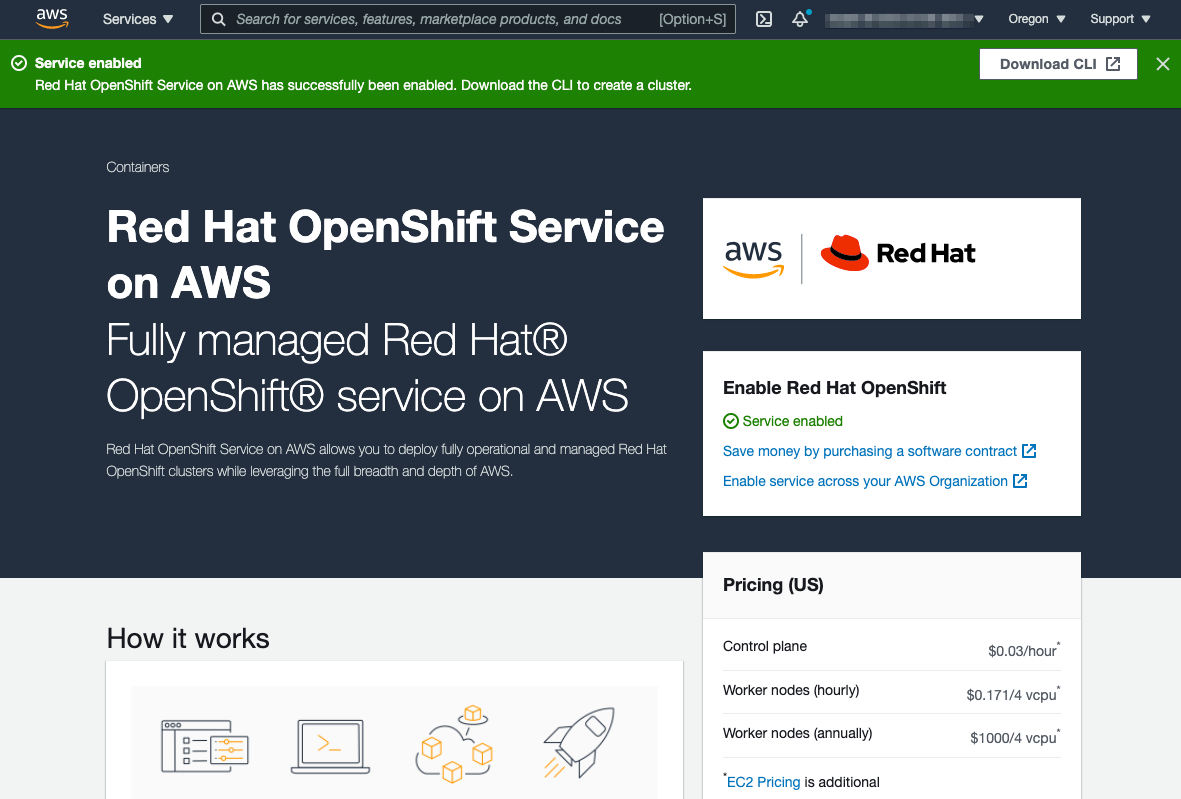 aws
Services
Search for services, features, marketplace products, and docs [Option+S]
Oregon
Support
Service enabled
Red Hat OpenShift Service on AWS has successfully been enabled. Download the CLI to create a cluster.
Download CLI
Containers
Red Hat OpenShift Service
on AWS
Fully managed Red Hat®
OpenShift® service on AWS
Red Hat OpenShift Service on AWS allows you to deploy fully operational and managed Red Hat
OpenShift clusters while leveraging the full breadth and depth of AWS.
aws
Red Hat
Enable Red Hat OpenShift
Service enabled
Save money by purchasing a software contract
Enable service across your AWS Organization
Pricing (US)
Control plane $0.03/hour*
Worker nodes (hourly) $0.171/4 vcpu*
Worker nodes (annually) $1000/4 vcpu*
*EC2 Pricing is additional
How it works